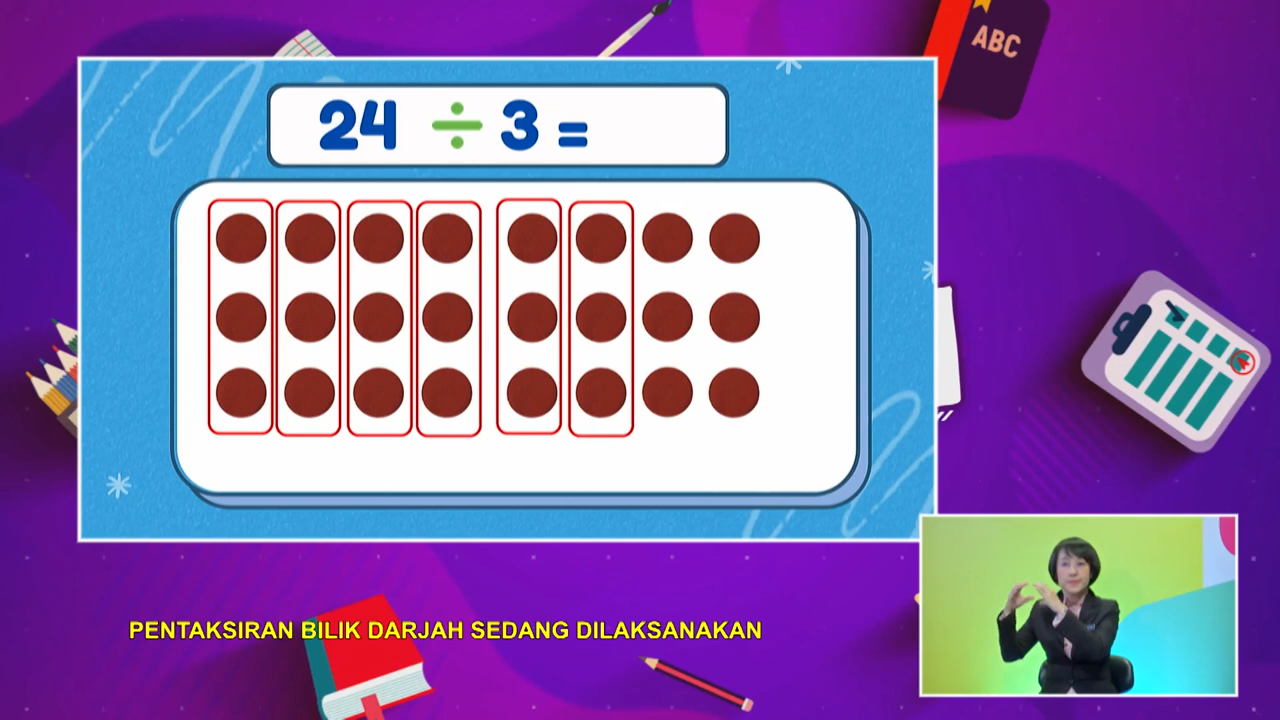 ABC
24 ÷ 3 =
PENTAKSIRAN BILIK DARJAH SEDANG DILAKSANAKAN